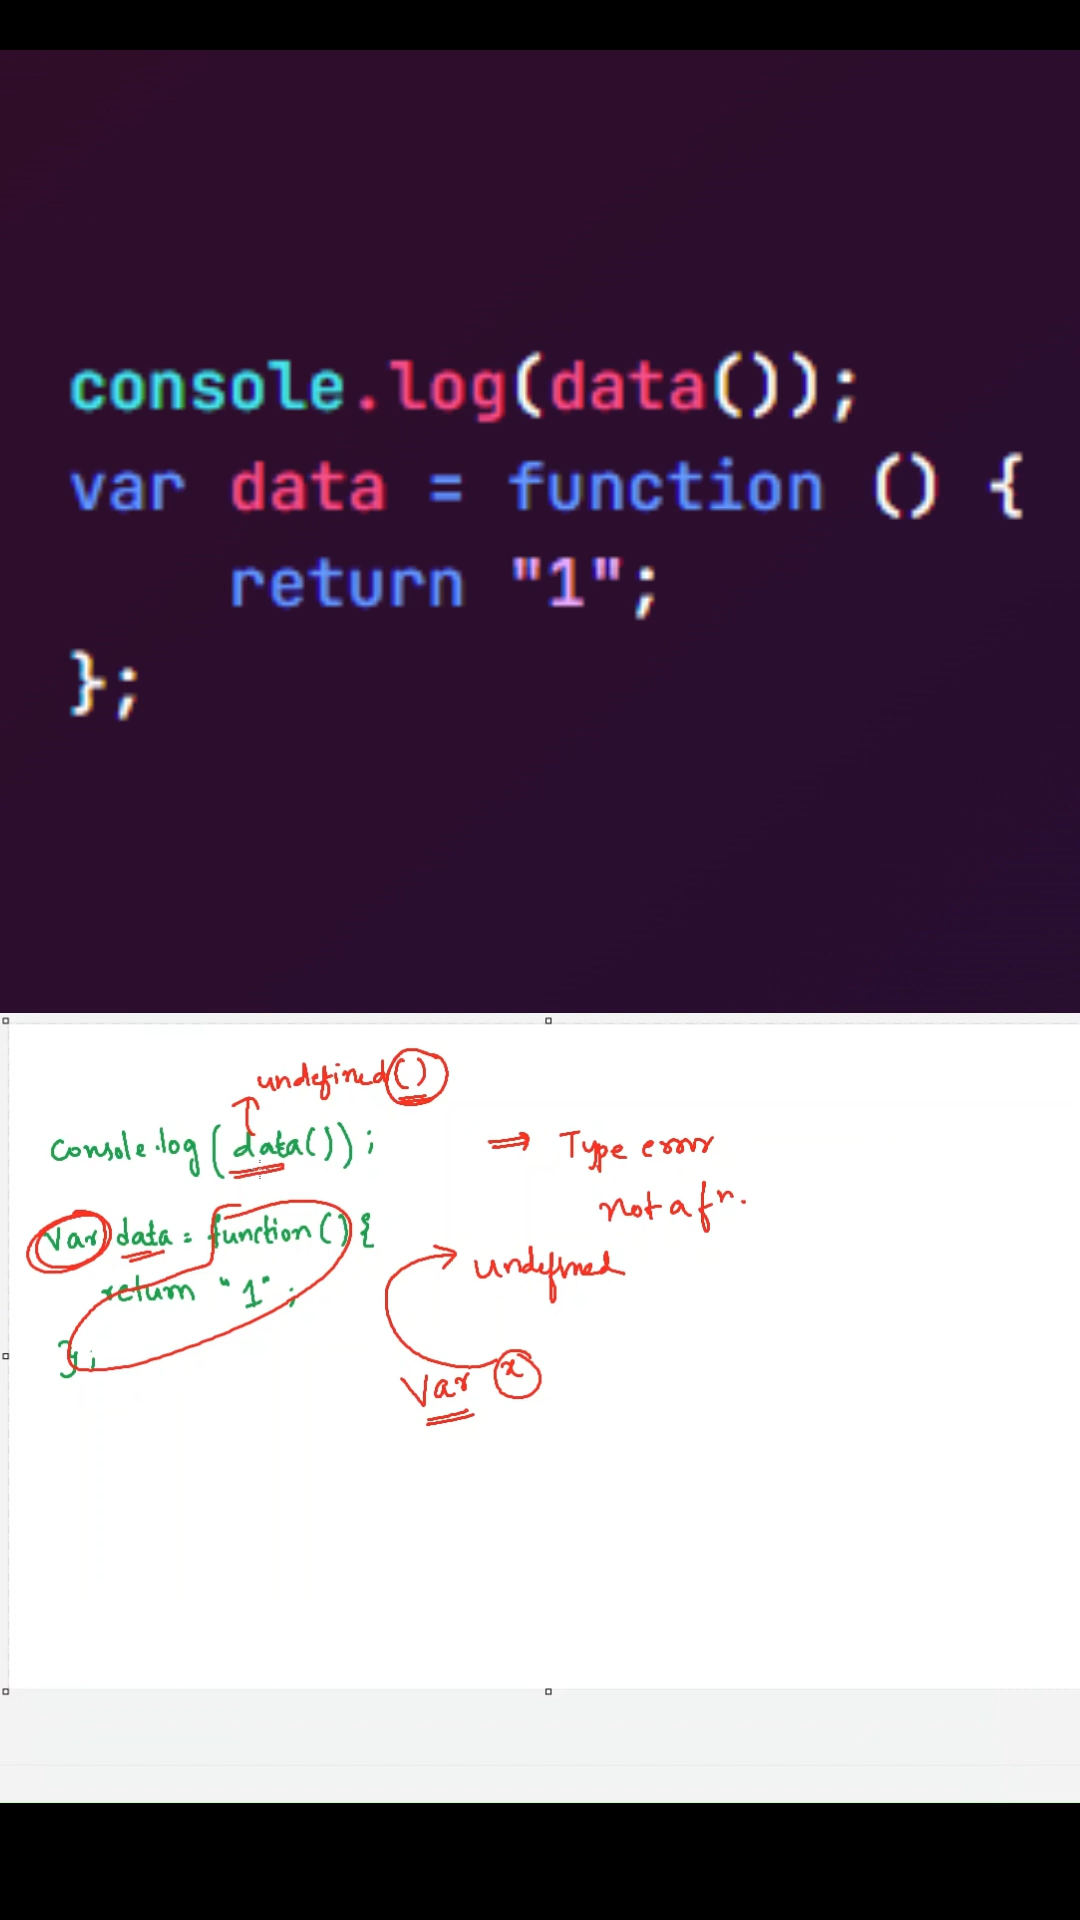 console.log(data());
var data = function () {
return "1";
};
undefined()
console.log(data());
Var data = function(){
return "1";
};
⇒ Type error
not a fn.
undefined
Var x